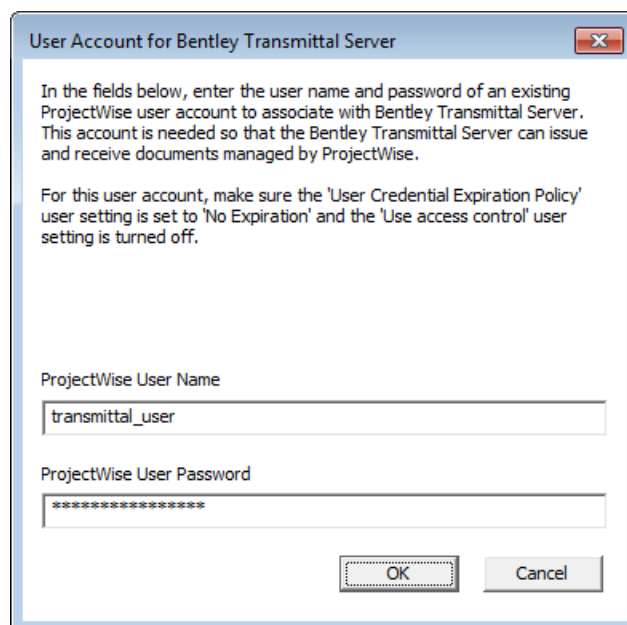 User Account for Bentley Transmittal Server
In the fields below, enter the user name and password of an existing
ProjectWise user account to associate with Bentley Transmittal Server.
This account is needed so that the Bentley Transmittal Server can issue
and receive documents managed by ProjectWise.
For this user account, make sure the 'User Credential Expiration Policy'
user setting is set to 'No Expiration' and the 'Use access control' user
setting is turned off.
ProjectWise User Name
transmittal_user
ProjectWise User Password
****************
OK
Cancel